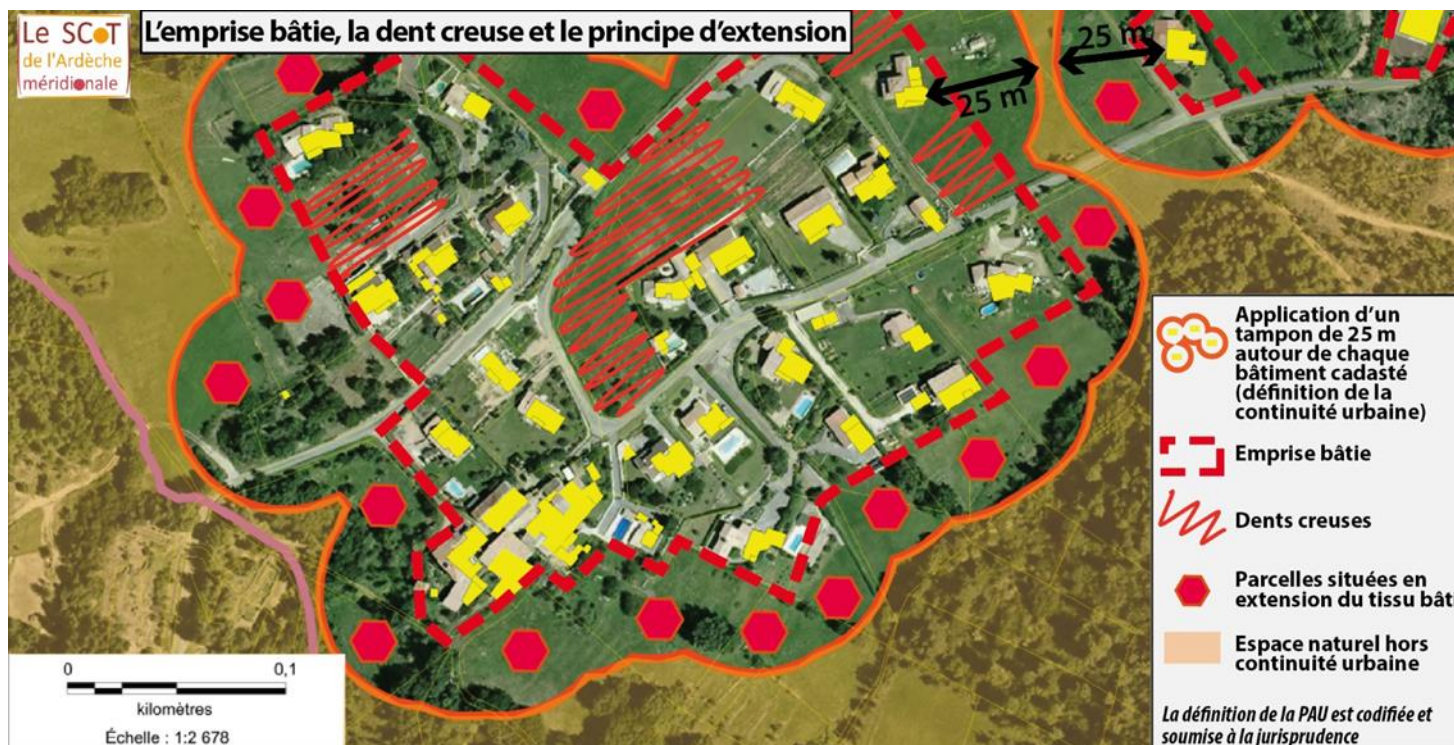 Le SCoT
de l'Ardèche
méridionale
L'emprise bâtie, la dent creuse et le principe d'extension
25 m
25 m
Application d'un
tampon de 25 m
autour de chaque
bâtiment cadasté
(définition de la
continuité urbaine)
Emprise bâtie
Dents creuses
Parcelles situées en
extension du tissu bâti
Espace naturel hors
continuité urbaine
La définition de la PAU est codifiée et
soumise à la jurisprudence
0 0,1
kilomètres
Échelle : 1:2 678